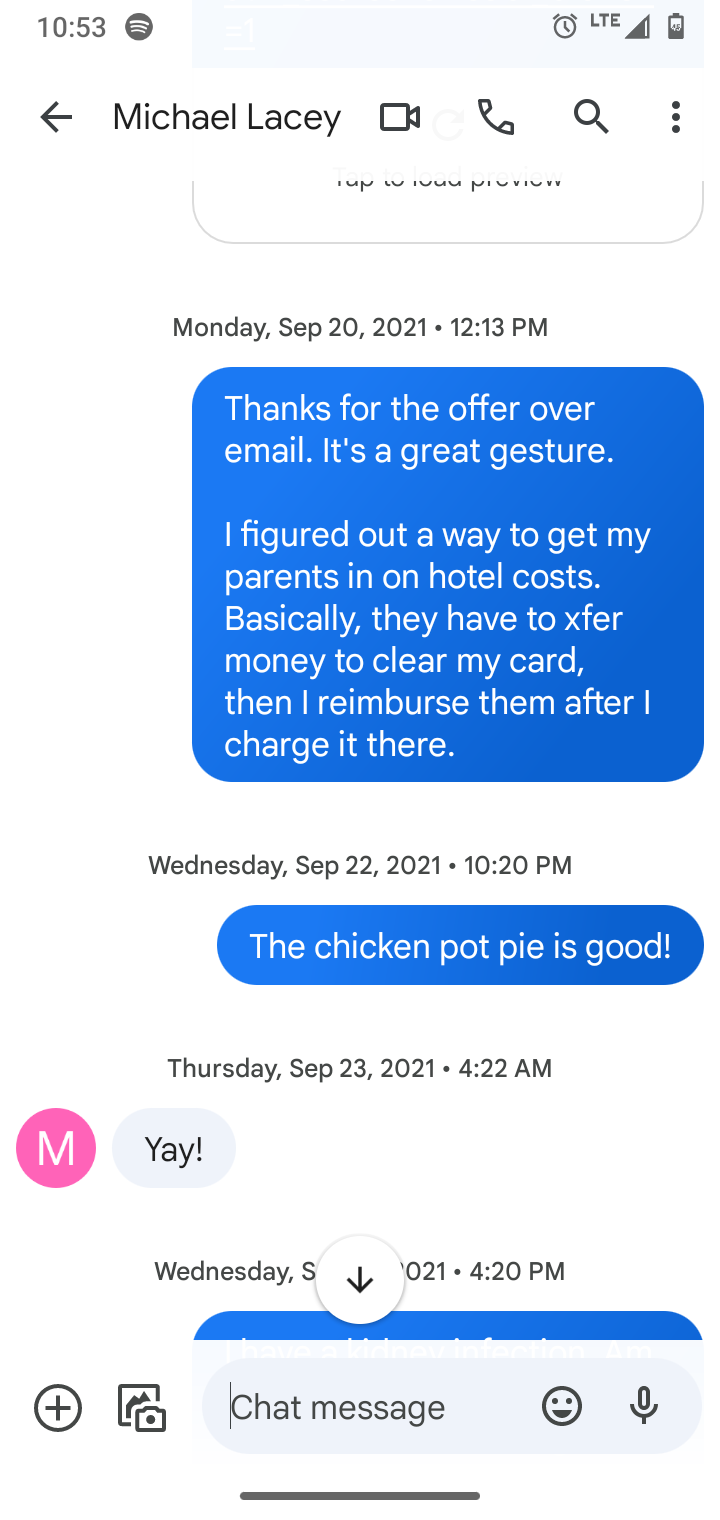 10:53
LTE
45
=1
Michael Lacey
Tap to load preview
Monday, Sep 20, 2021 • 12:13 PM
Thanks for the offer over
email. It's a great gesture.
I figured out a way to get my
parents in on hotel costs.
Basically, they have to xfer
money to clear my card,
then I reimburse them after I
charge it there.
Wednesday, Sep 22, 2021 • 10:20 PM
The chicken pot pie is good!
Thursday, Sep 23, 2021 • 4:22 AM
M
Yay!
Wednesday, S 021 • 4:20 PM
I have a kidney infection. Am
Chat message